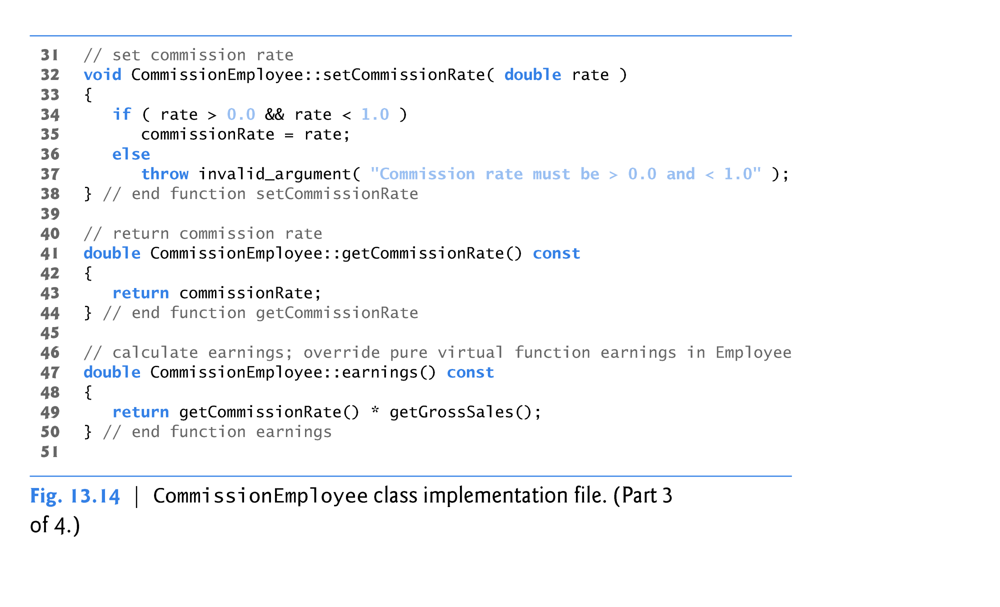 31 // set commission rate
32 void CommissionEmployee::setCommissionRate( double rate )
33 {
34    if ( rate > 0.0 && rate < 1.0 )
35       commissionRate = rate;
36    else
37       throw invalid_argument( "Commission rate must be > 0.0 and < 1.0" );
38 } // end function setCommissionRate
39
40 // return commission rate
41 double CommissionEmployee::getCommissionRate() const
42 {
43    return commissionRate;
44 } // end function getCommissionRate
45
46 // calculate earnings; override pure virtual function earnings in Employee
47 double CommissionEmployee::earnings() const
48 {
49    return getCommissionRate() * getGrossSales();
50 } // end function earnings
51
Fig. 13.14 | CommissionEmployee class implementation file. (Part 3
of 4.)